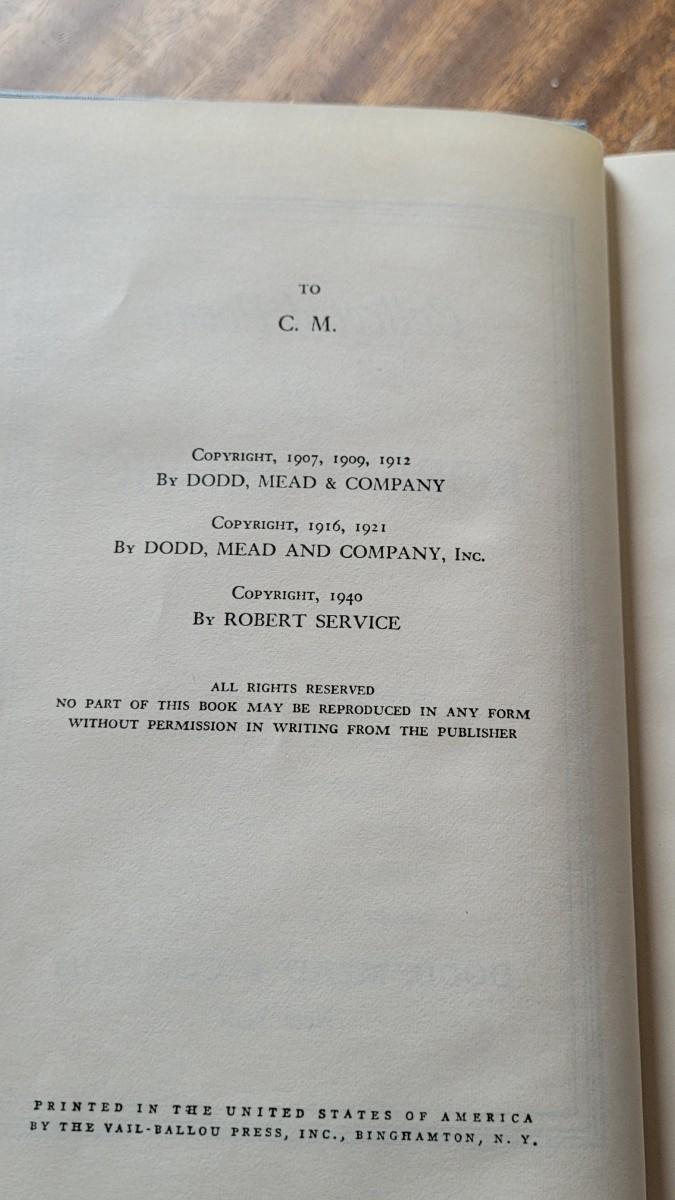 TO
C. M.
COPYRIGHT, 1907, 1909, 1912
BY DODD, MEAD & COMPANY
COPYRIGHT, 1916, 1921
BY DODD, MEAD AND COMPANY, INC.
COPYRIGHT, 1940
BY ROBERT SERVICE
ALL RIGHTS RESERVED
NO PART OF THIS BOOK MAY BE REPRODUCED IN ANY FORM
WITHOUT PERMISSION IN WRITING FROM THE PUBLISHER
PRINTED IN THE UNITED STATES OF AMERICA
BY THE VAIL-BALLOU PRESS, INC., BINGHAMTON, N. Y.